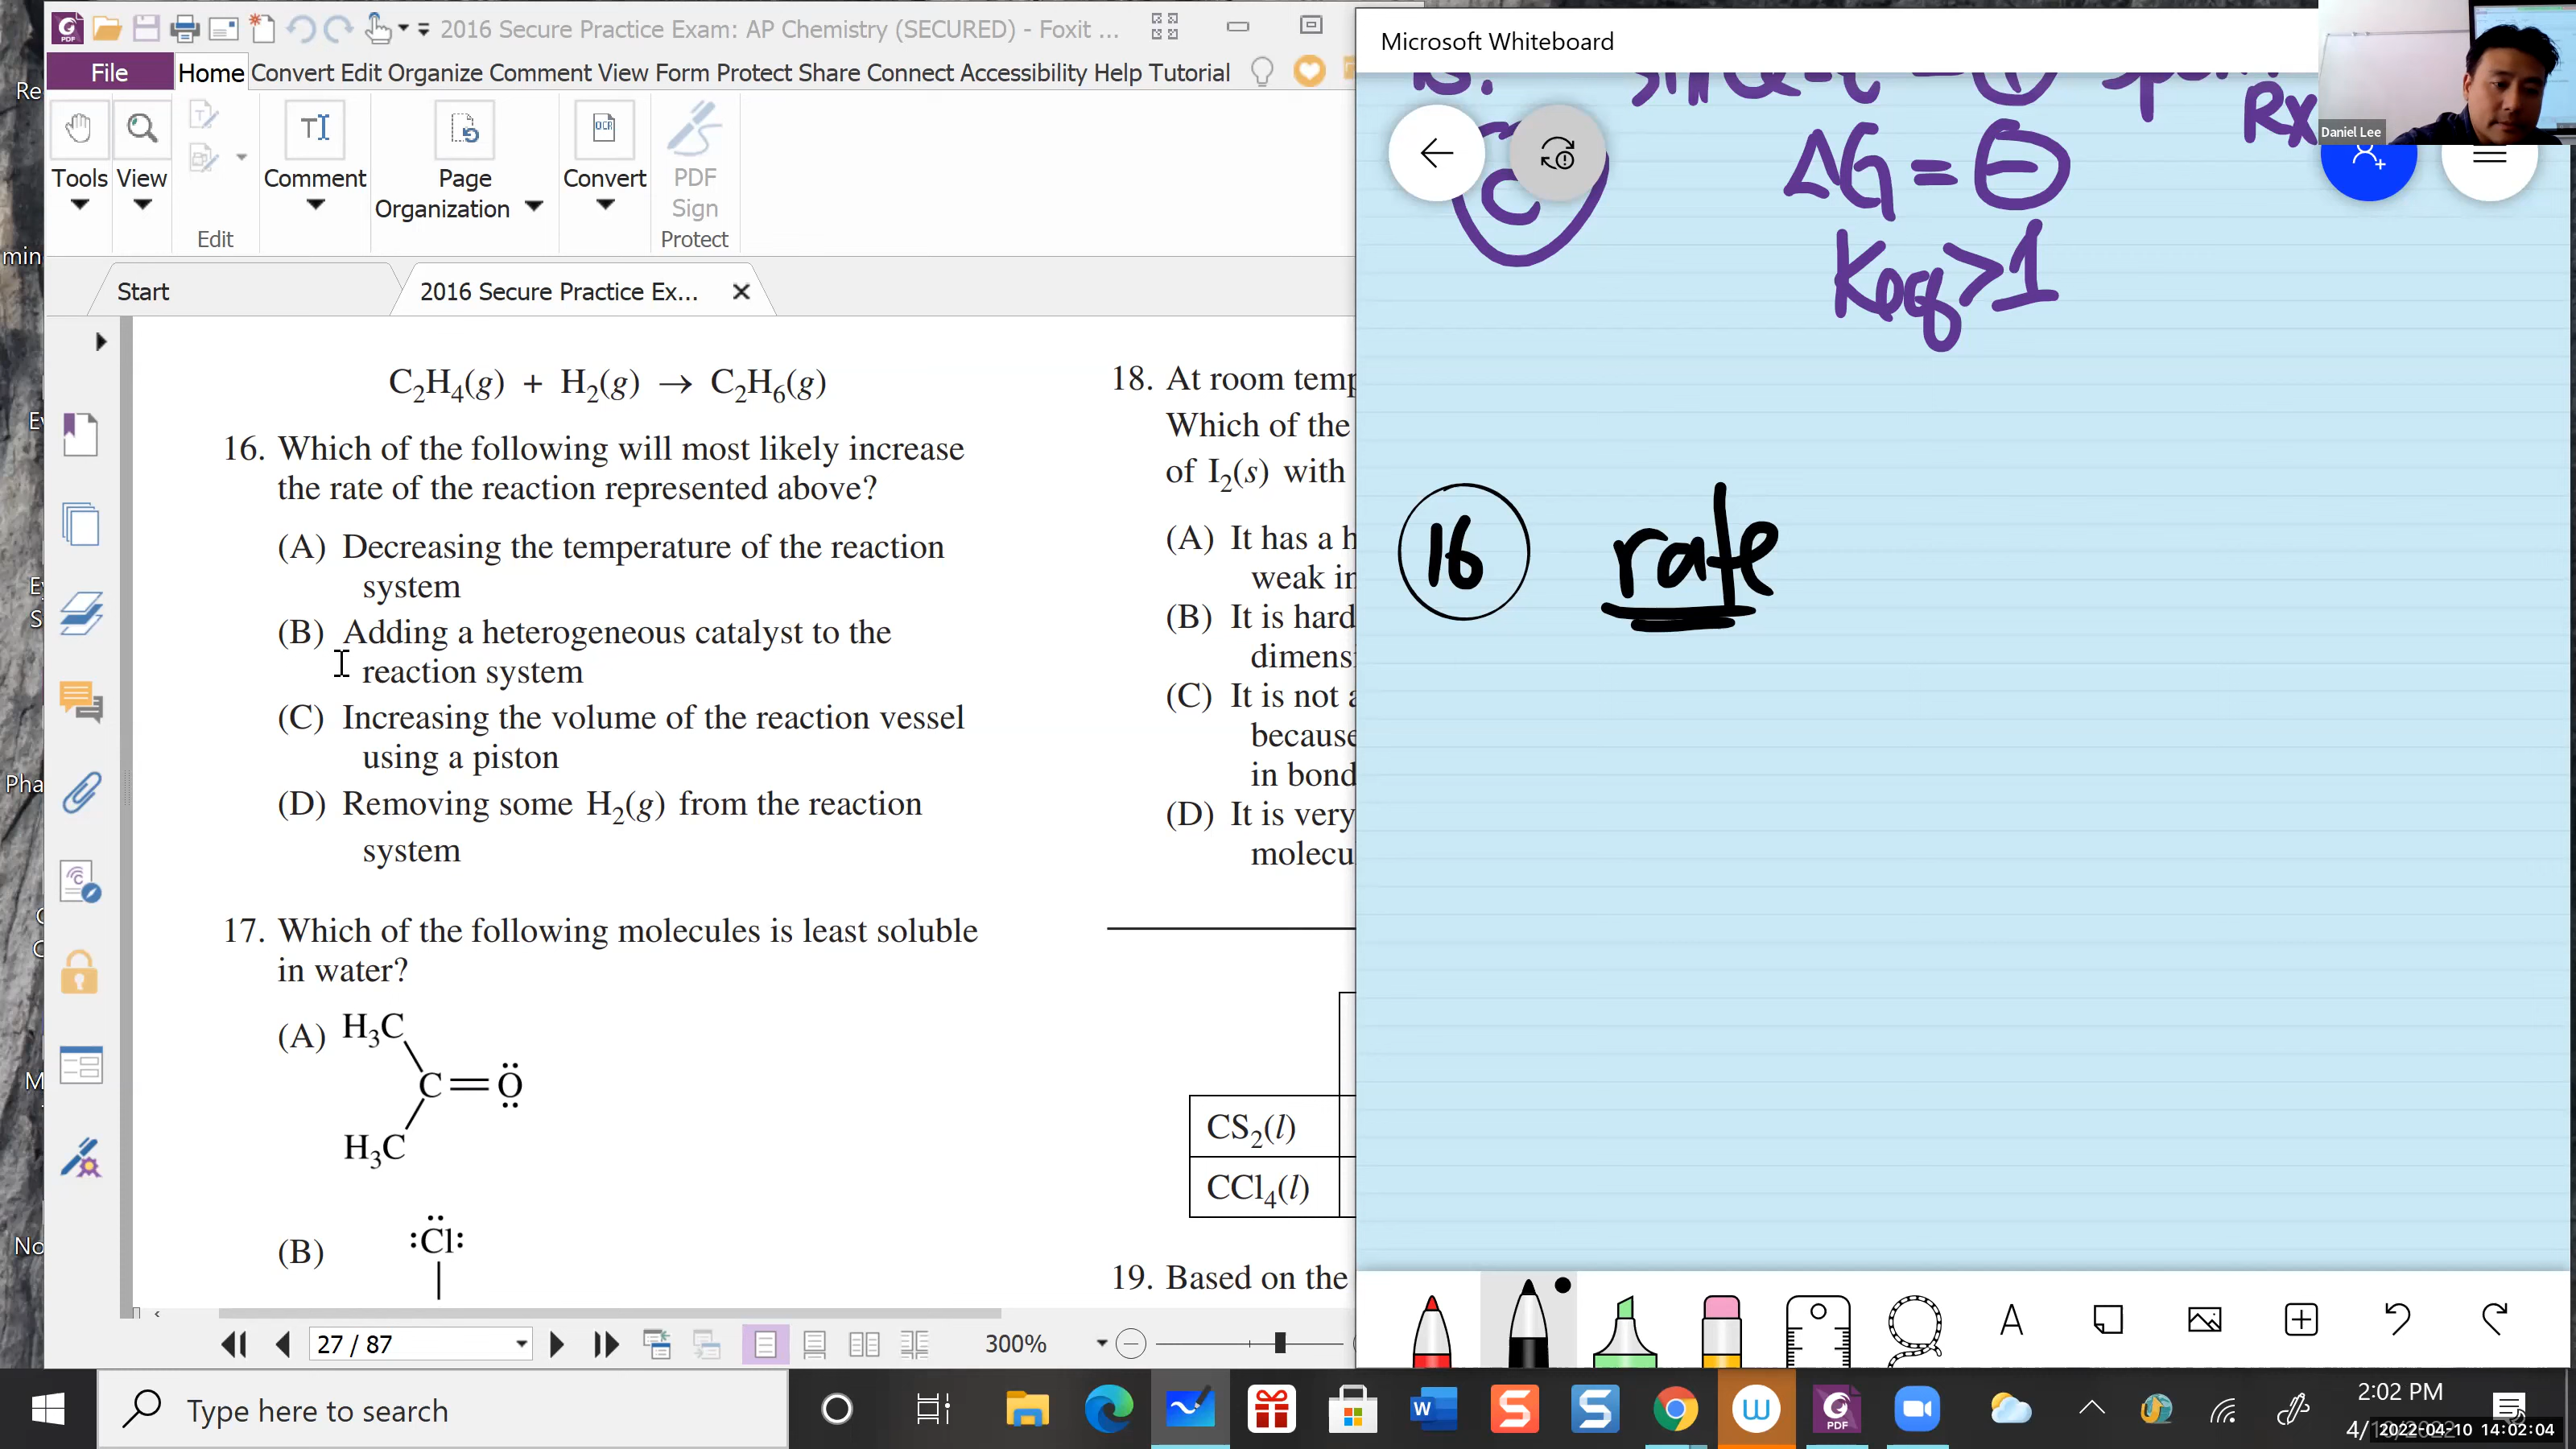 2016 Secure Practice Exam: AP Chemistry (SECURED) - Foxit ...
File Home Convert Edit Organize Comment View Form Protect Share Connect Accessibility Help Tutorial
Tools
View
Edit
Comment
Page
Organization
Convert
PDF
Sign
Protect
Start
2016 Secure Practice Ex...
C₂H₄(g) + H₂(g) → C₂H₆(g)
16. Which of the following will most likely increase
the rate of the reaction represented above?
(A) Decreasing the temperature of the reaction
system
(B) Adding a heterogeneous catalyst to the
reaction system
(C) Increasing the volume of the reaction vessel
using a piston
(D) Removing some H₂(g) from the reaction
system
17. Which of the following molecules is least soluble
in water?
(A) H₃C
C=O
H₃C
(B) :Cl:
18. At room temp
Which of the
of I₂(s) with
(A) It has a h
weak in
(B) It is hard
dimens
(C) It is not a
because
in bond
(D) It is very
molecu
CS₂(l)
CCl₄(l)
19. Based on the
27 / 87
300%
Microsoft Whiteboard
Rx
Daniel Lee
C
ΔG = ⊖
Keq>1
16 rate
Type here to search
2:02 PM
2022-04-10 14:02:04